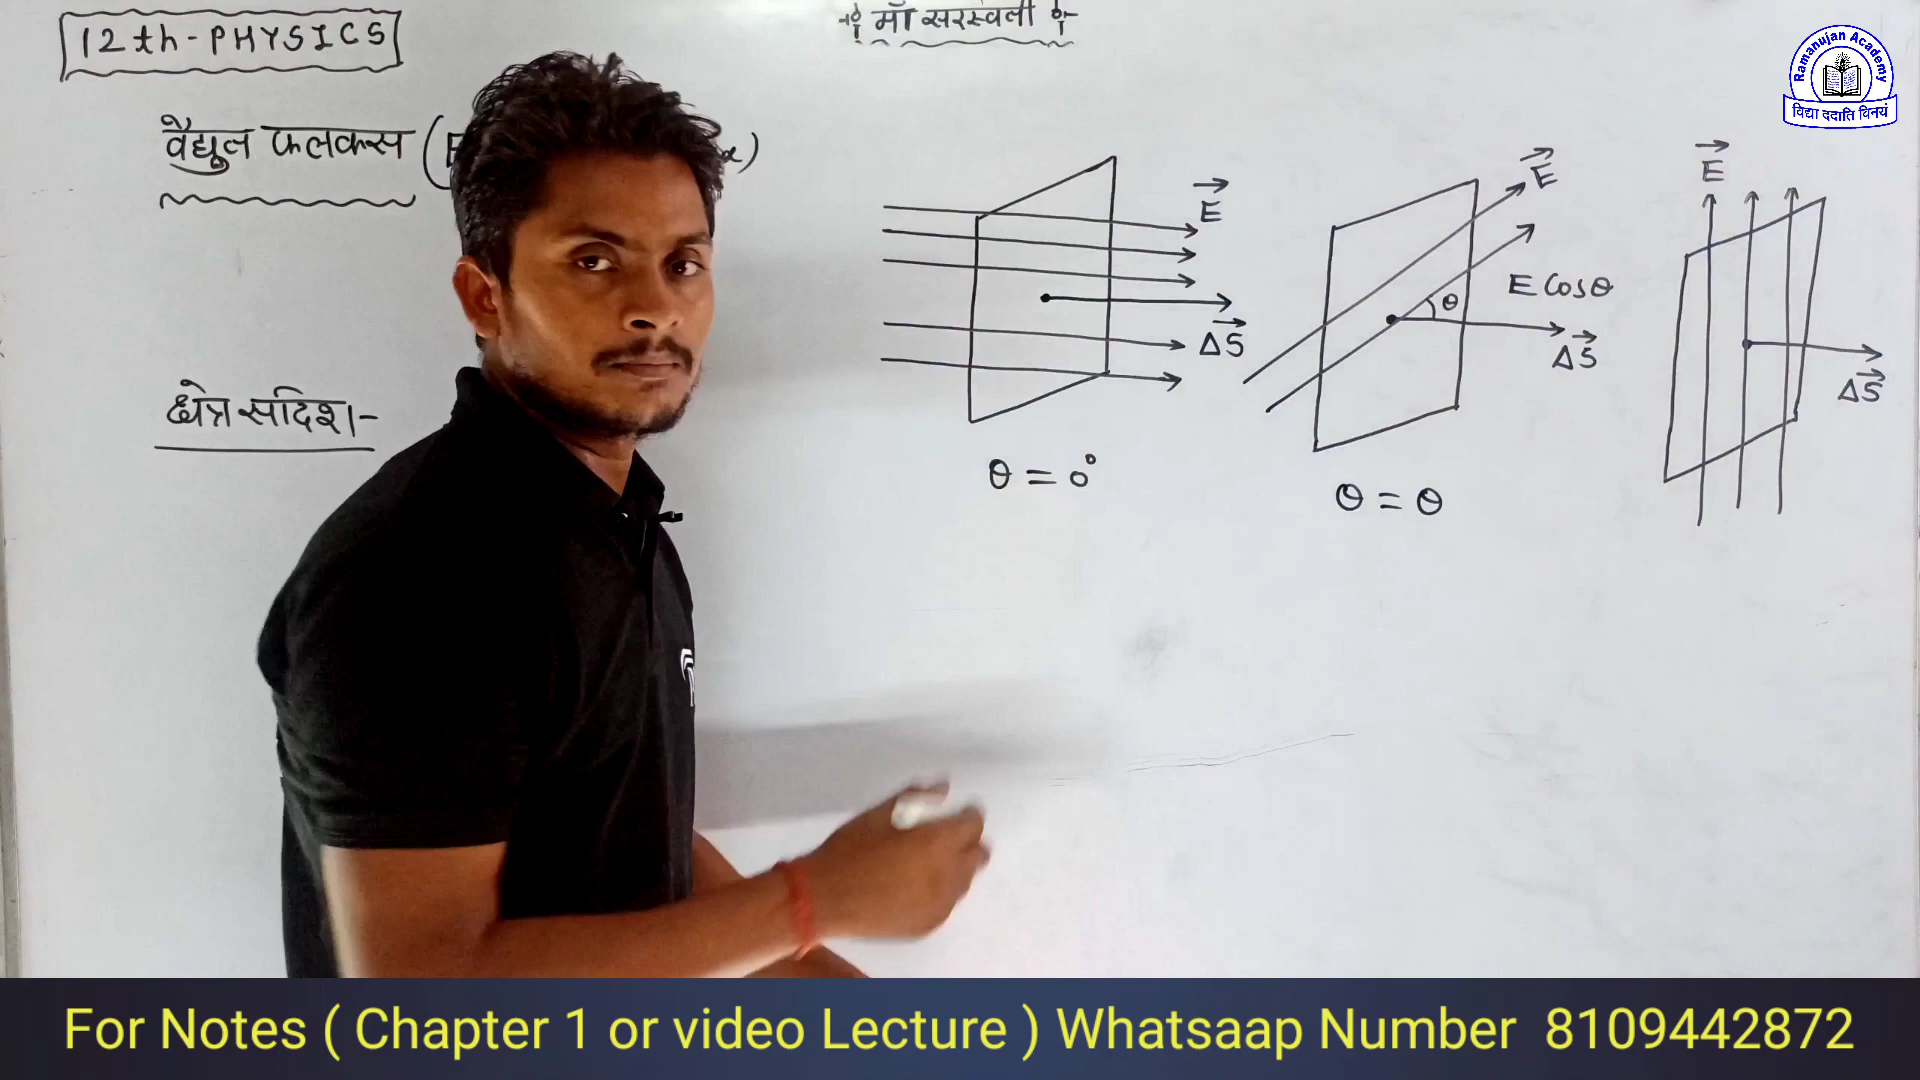 12th-PHYSICS
माँ सरस्वती
Ramanujan Academy
विद्या ददाति विनयं
वैद्युत फलक्स (
क्षेत्र सदिश-
E
ΔS
θ = 0°
E
E Cosθ
θ
ΔS
θ = θ
E
ΔS
For Notes ( Chapter 1 or video Lecture ) Whatsaap Number 8109442872